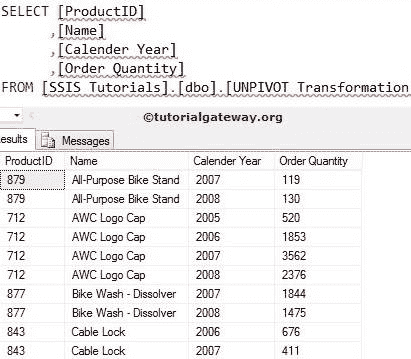 SELECT [ProductID]
,[Name]
,[Calender Year]
,[Order Quantity]
FROM [SSIS Tutorials].[dbo].[UNPIVOT Transformation
©tutorialgateway.org
esults Messages
ProductID Name Calender Year Order Quantity
879 All-Purpose Bike Stand 2007 119
879 All-Purpose Bike Stand 2008 130
712 AWC Logo Cap 2005 520
712 AWC Logo Cap 2006 1853
712 AWC Logo Cap 2007 3562
712 AWC Logo Cap 2008 2376
877 Bike Wash - Dissolver 2007 1844
877 Bike Wash - Dissolver 2008 1475
843 Cable Lock 2006 676
843 Cable Lock 2007 411